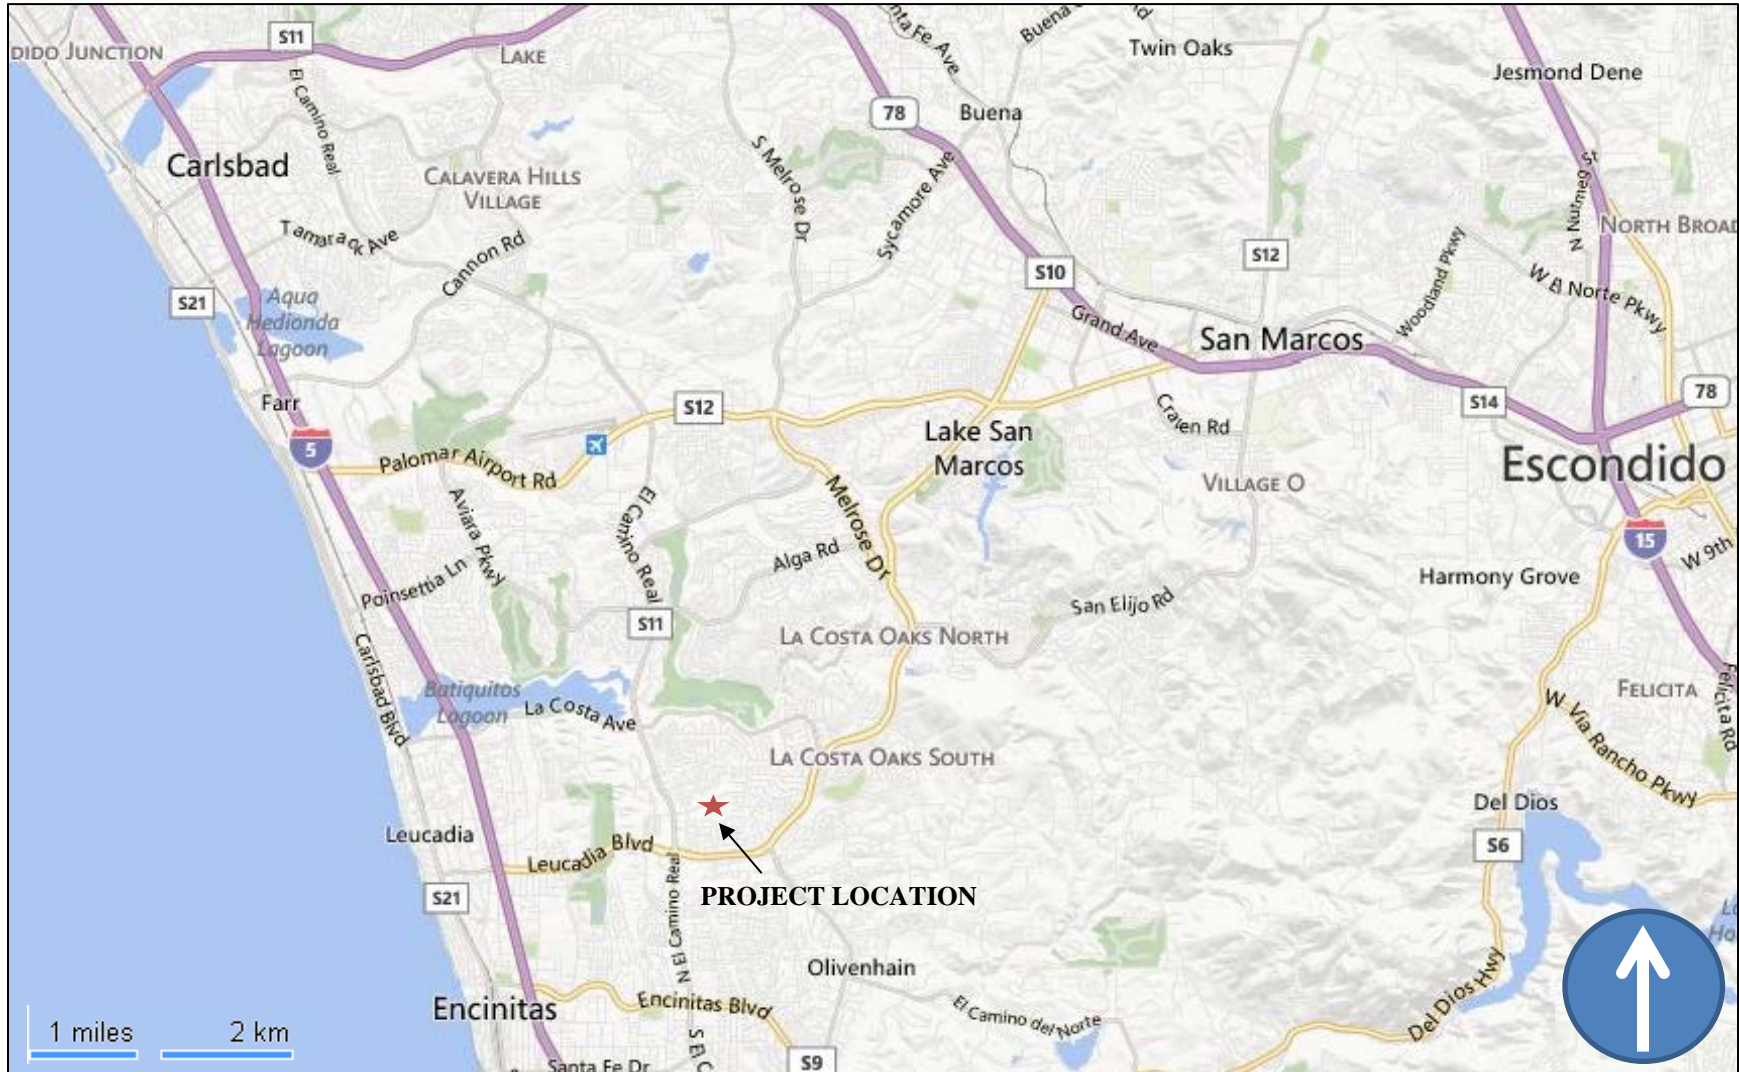 S11
DIDO JUNCTION
LAKE
Buena
Twin Oaks
Jesmond Dene
78
Buena
El Camino Real
Carlsbad
CALAVERA HILLS
VILLAGE
S Melrose Dr
Sycamore Ave
N Nutmeg St
NORTH BROAD
Tamarack Ave
Cannon Rd
S12
S10
Woodland Pkwy
W El Norte Pkwy
S21
Aqua
Hedionda
Lagoon
Grand Ave
San Marcos
Farr
S12
78
S14
Craven Rd
5
Palomar Airport Rd
Lake San
Marcos
Escondido
VILLAGE O
El Camino Real
Melrose Dr
Aviara Pkwy
Alga Rd
15
W 9th
Poinsettia Ln
Harmony Grove
San Elijo Rd
S11
LA COSTA OAKS NORTH
Carlsbad Blvd
Batiquitos
Lagoon
La Costa Ave
FELICITA
Felicita Rd
W Via Rancho Pkwy
LA COSTA OAKS SOUTH
Del Dios
Leucadia
Leucadia Blvd
S6
PROJECT LOCATION
S21
N El Camino Real
Olivenhain
Del Dios Hwy
Encinitas
Encinitas Blvd
El Camino del Norte
1 miles
2 km
S El C
S9
Santa Fe Dr